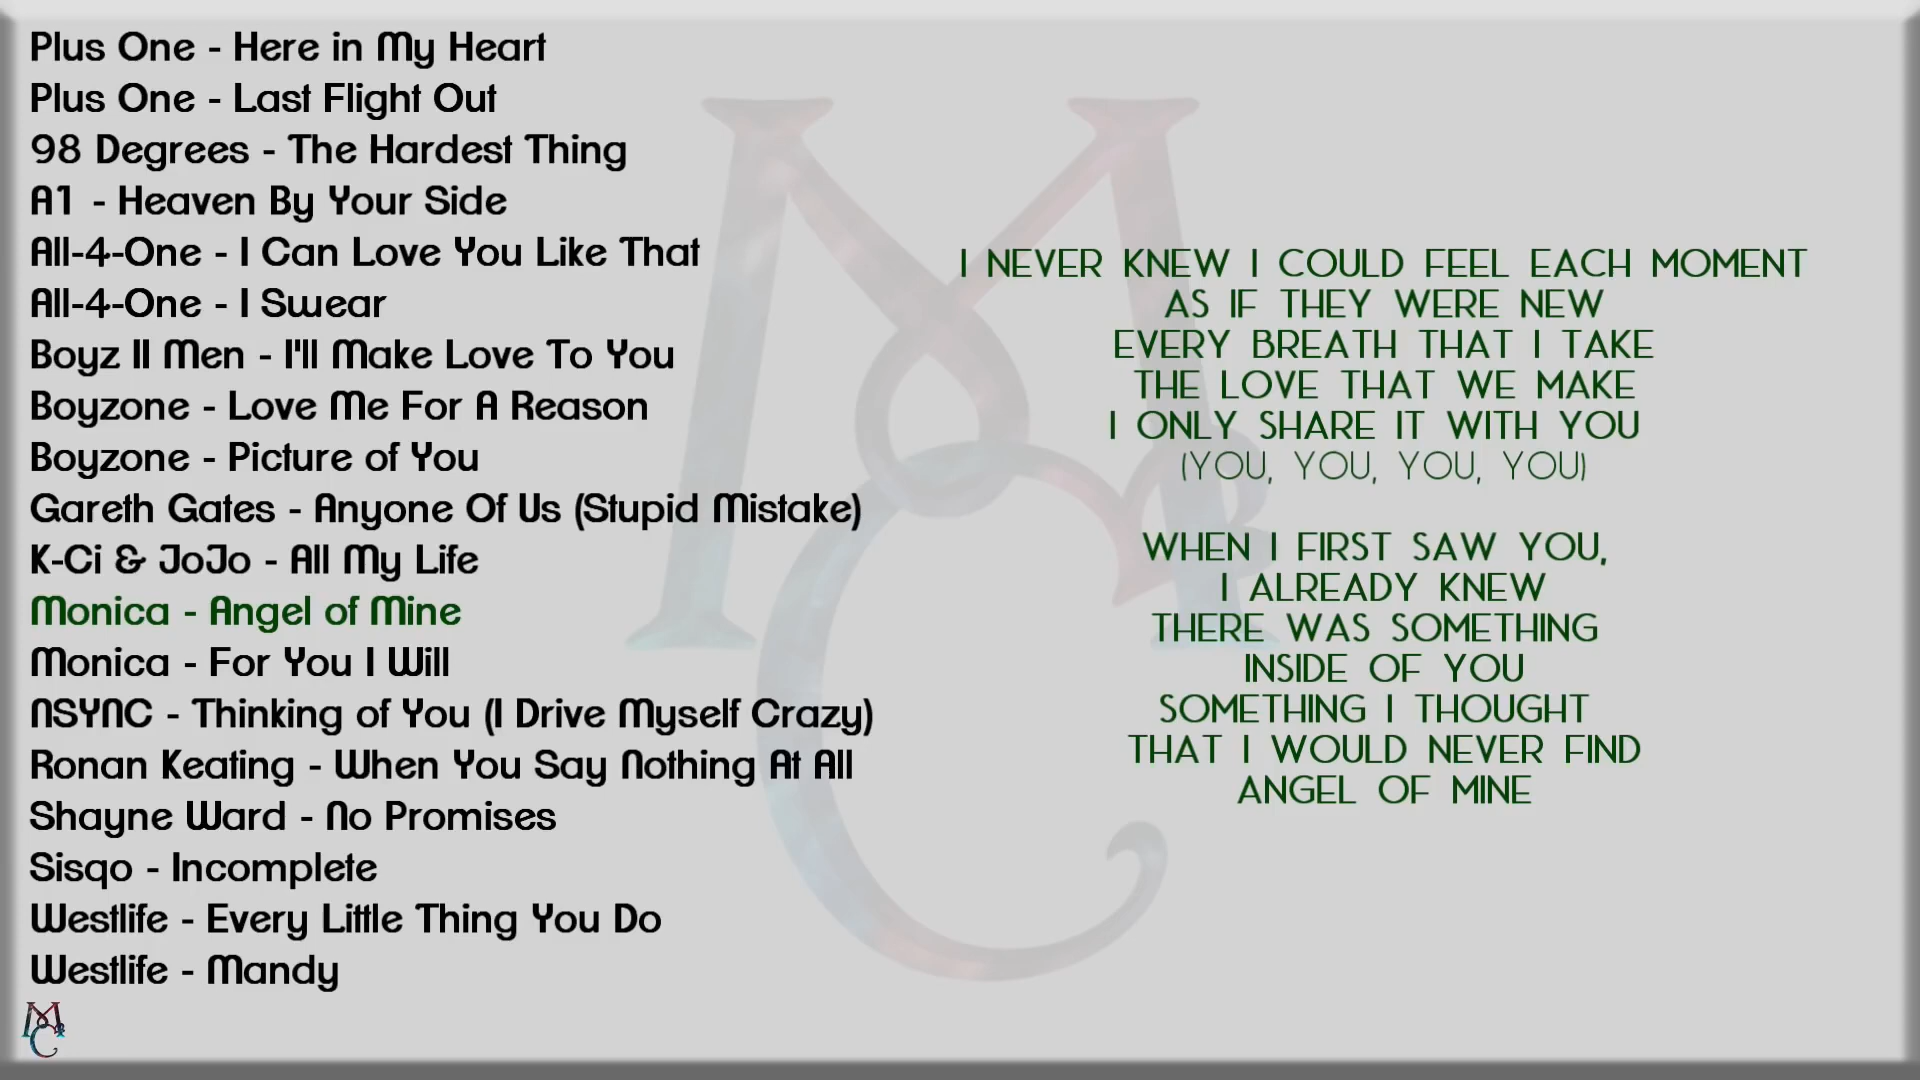 Plus One - Here in My Heart
Plus One - Last Flight Out
98 Degrees - The Hardest Thing
A1 - Heaven By Your Side
All-4-One - I Can Love You Like That
All-4-One - I Swear
Boyz II Men - I'll Make Love To You
Boyzone - Love Me For A Reason
Boyzone - Picture of You
Gareth Gates - Anyone Of Us (Stupid Mistake)
K-Ci & JoJo - All My Life
Monica - Angel of Mine
Monica - For You I Will
NSYNC - Thinking of You (I Drive Myself Crazy)
Ronan Keating - When You Say Nothing At All
Shayne Ward - No Promises
Sisqo - Incomplete
Westlife - Every Little Thing You Do
Westlife - Mandy
I NEVER KNEW I COULD FEEL EACH MOMENT
AS IF THEY WERE NEW
EVERY BREATH THAT I TAKE
THE LOVE THAT WE MAKE
I ONLY SHARE IT WITH YOU
(YOU, YOU, YOU, YOU)
WHEN I FIRST SAW YOU,
I ALREADY KNEW
THERE WAS SOMETHING
INSIDE OF YOU
SOMETHING I THOUGHT
THAT I WOULD NEVER FIND
ANGEL OF MINE